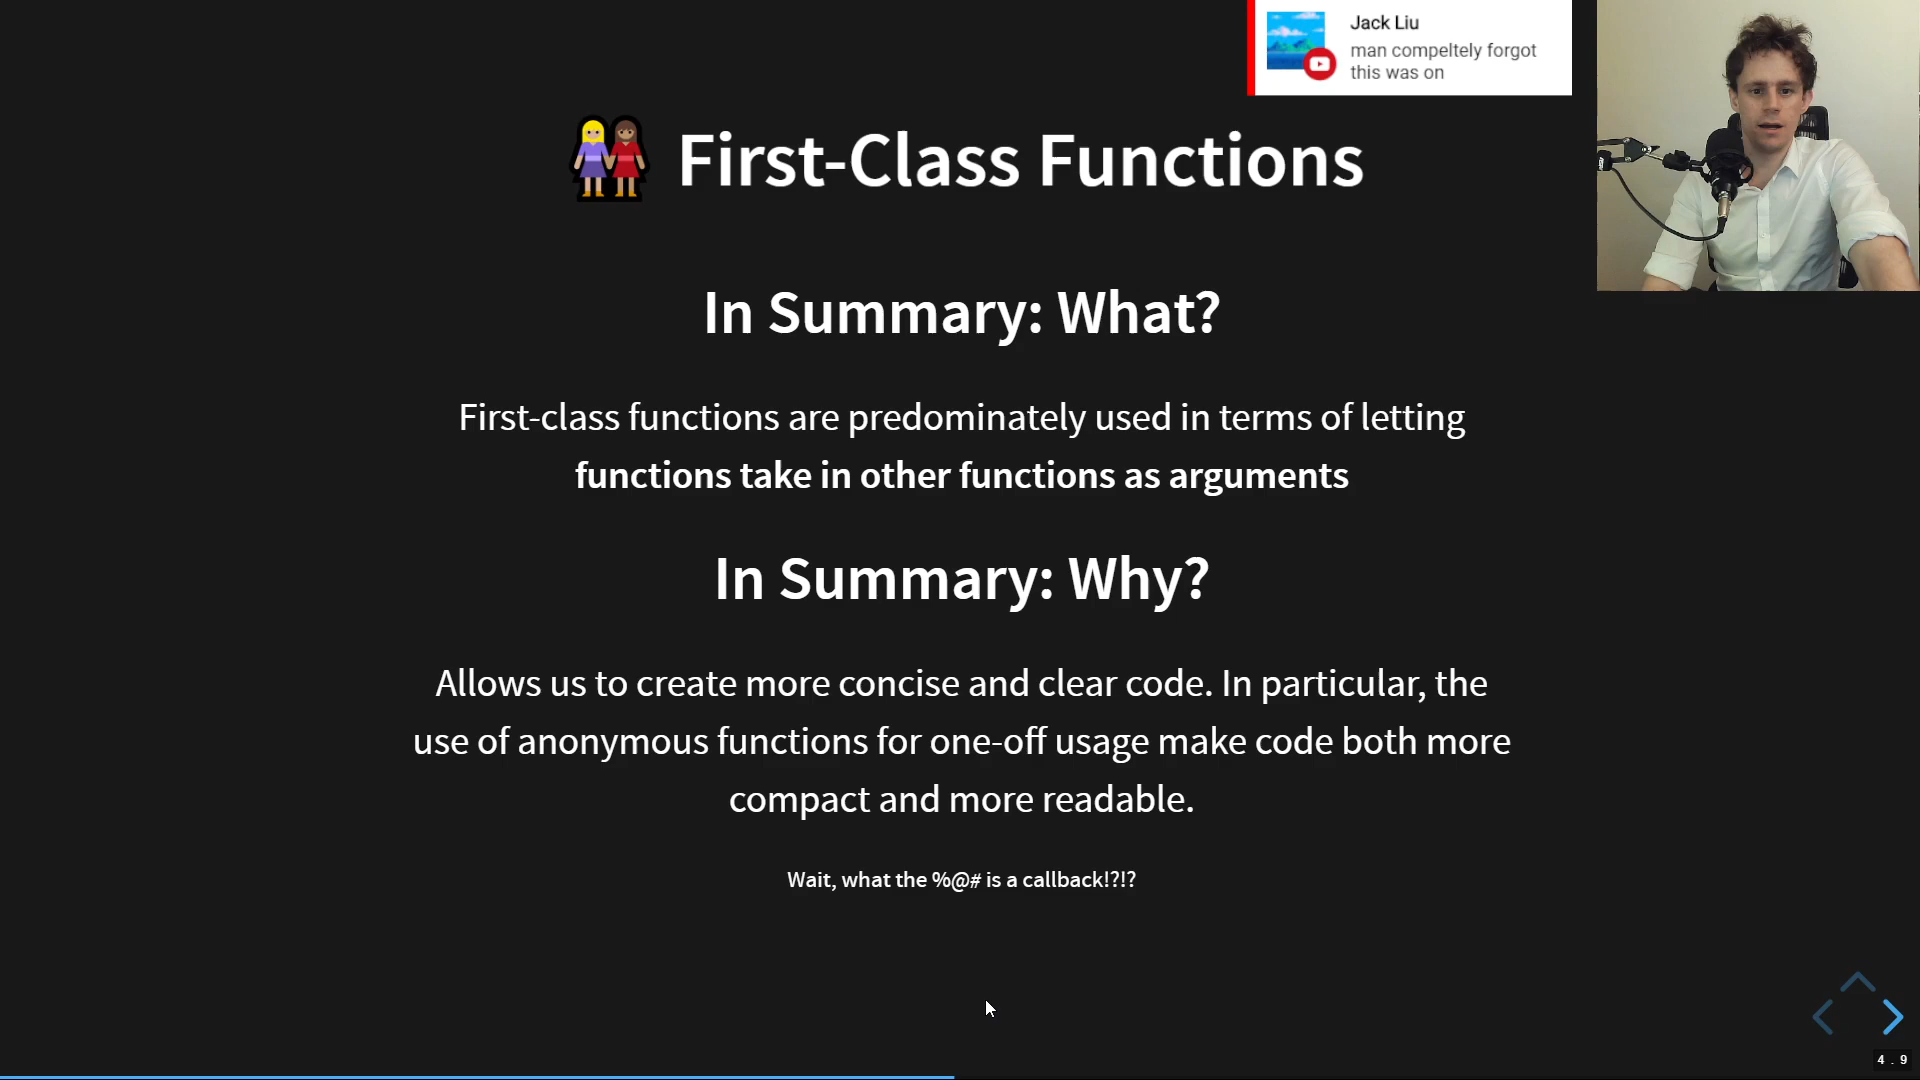 Jack Liu
man compeltely forgot
this was on
First-Class Functions
In Summary: What?
First-class functions are predominately used in terms of letting
functions take in other functions as arguments
In Summary: Why?
Allows us to create more concise and clear code. In particular, the
use of anonymous functions for one-off usage make code both more
compact and more readable.
Wait, what the %@# is a callback!?!?
4 . 9